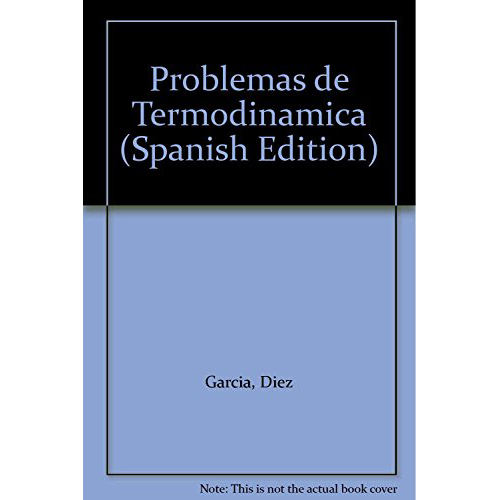 Problemas de
Termodinamica
(Spanish Edition)
Garcia, Diez
Note: This is not the actual book cover